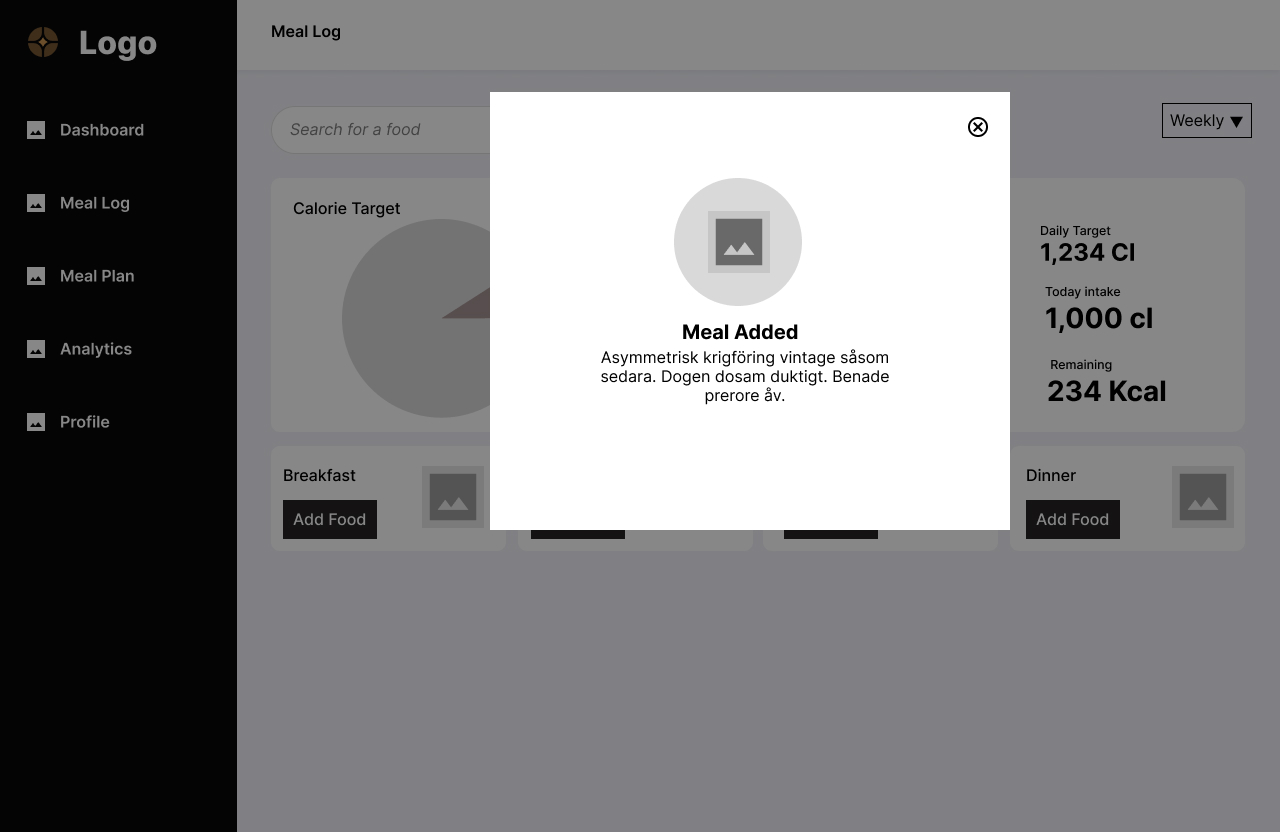 Logo
Meal Log
Dashboard
Meal Log
Meal Plan
Analytics
Profile
Search for a food
Weekly
Calorie Target
Daily Target
1,234 Cl
Today intake
1,000 cl
Remaining
234 Kcal
Meal Added
Asymmetrisk krigföring vintage såsom
sedara. Dogen dosam duktigt. Benade
prerore åv.
Breakfast
Add Food
Dinner
Add Food